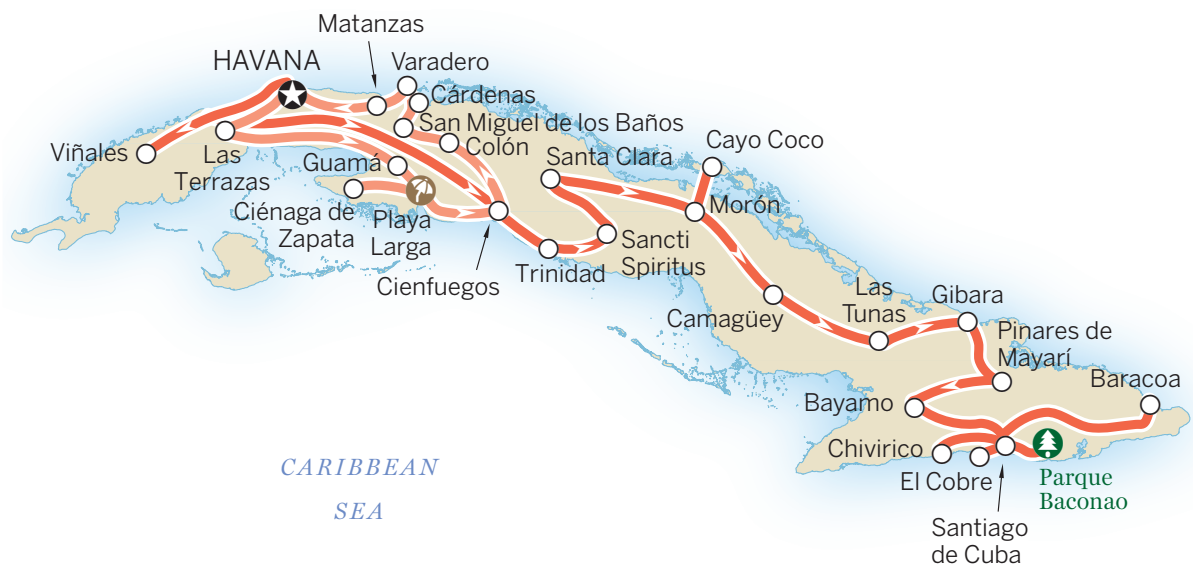 Matanzas
HAVANA
Varadero
Cárdenas
San Miguel de los Baños
Colón
Viñales
Las
Terrazas
Guamá
Santa Clara
Cayo Coco
Ciénaga de
Zapata
Playa
Larga
Morón
Cienfuegos
Trinidad
Sancti
Spiritus
Camagüey
Las
Tunas
Gibara
Pinares de
Mayarí
Baracoa
Bayamo
Chivirico
El Cobre
Parque
Baconao
Santiago
de Cuba
CARIBBEAN
SEA